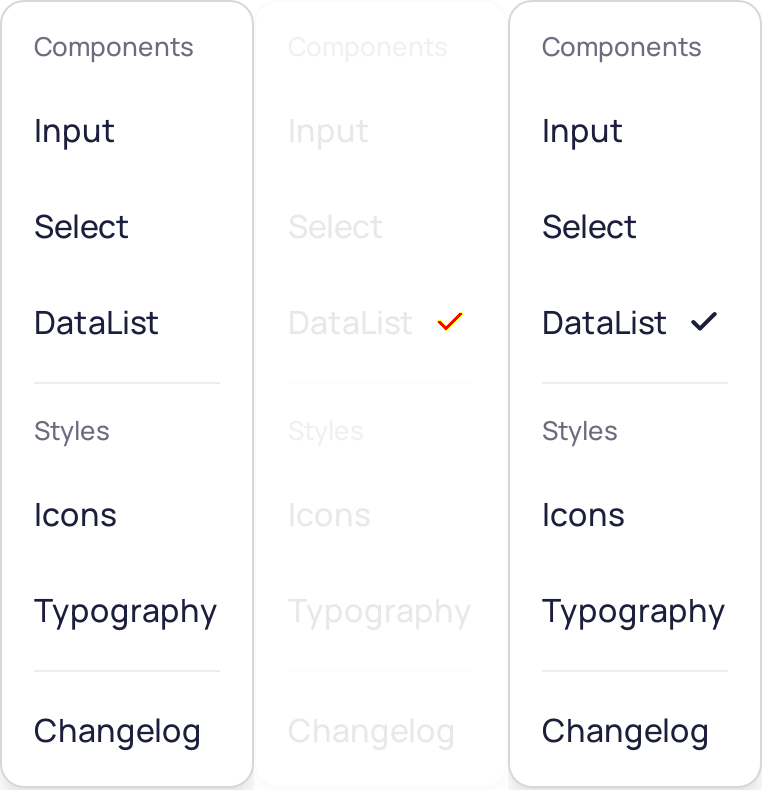 Components
Input
Select
DataList
Styles
Icons
Typography
Changelog
Components
Input
Select
DataList
Styles
Icons
Typography
Changelog
Components
Input
Select
DataList
Styles
Icons
Typography
Changelog